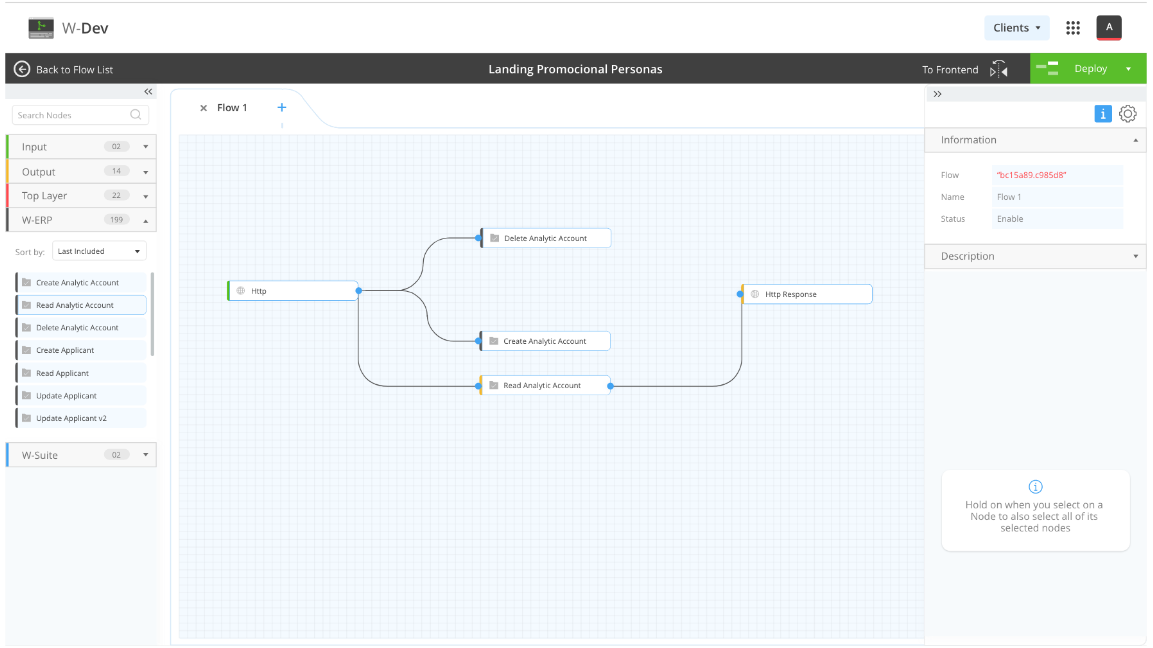 W-Dev
Clients
A
Back to Flow List
Landing Promocional Personas
To Frontend
Deploy
Search Nodes
Input 02
Output 14
Top Layer 22
W-ERP 199
Sort by: Last Included
Create Analytic Account
Read Analytic Account
Delete Analytic Account
Create Applicant
Read Applicant
Update Applicant
Update Applicant v2
W-Suite 02
Flow 1
Http
Delete Analytic Account
Create Analytic Account
Read Analytic Account
Http Response
Information
Flow "bc15a89.c985d8"
Name Flow 1
Status Enable
Description
Hold on when you select on a
Node to also select all of its
selected nodes